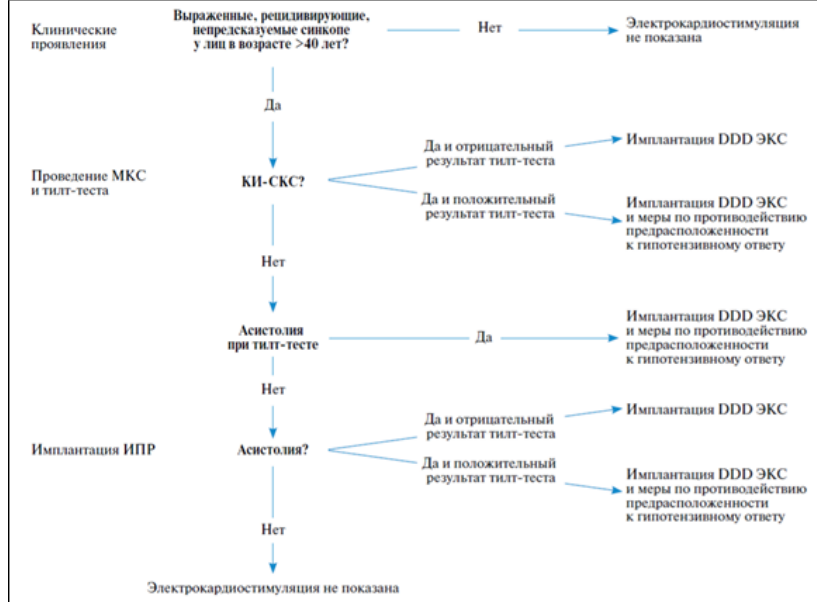 Клинические
проявления
Выраженные, рецидивирующие,
непредсказуемые синкопе
у лиц в возрасте >40 лет?
Нет
Электрокардиостимуляция
не показана
Да
Проведение МКС
и тилт-теста
КИ-СКС?
Да и отрицательный
результат тилт-теста
Имплантация DDD ЭКС
Да и положительный
результат тилт-теста
Имплантация DDD ЭКС
и меры по противодействию
предрасположенности
к гипотензивному ответу
Нет
Асистолия
при тилт-тесте
Да
Имплантация DDD ЭКС
и меры по противодействию
предрасположенности
к гипотензивному ответу
Нет
Имплантация ИПР
Асистолия?
Да и отрицательный
результат тилт-теста
Имплантация DDD ЭКС
Да и положительный
результат тилт-теста
Имплантация DDD ЭКС
и меры по противодействию
предрасположенности
к гипотензивному ответу
Нет
Электрокардиостимуляция не показана